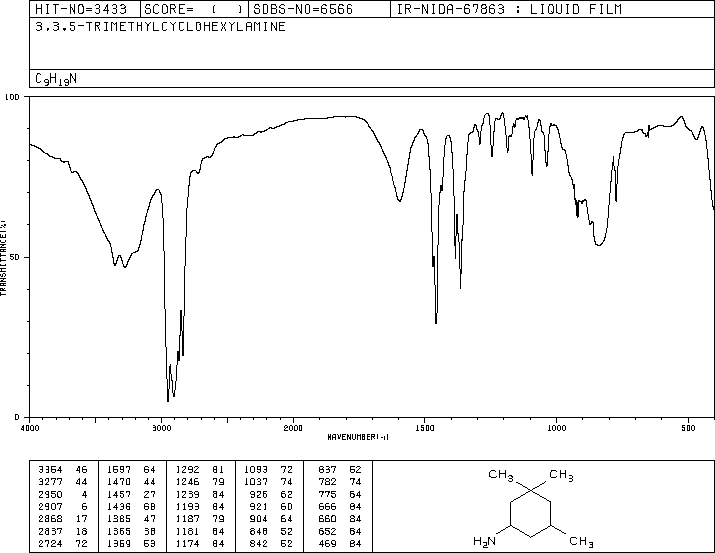 HIT-NO=3433 SCORE= ( ) SDBS-NO=6566 IR-NIDA-67863 : LIQUID FILM
3.3.5-TRIMETHYLCYCLOHEXYLAMINE
C9H19N
100
TRANSMITTANCE(%)
50
0
4000 3000 2000 1500 1000 500
WAVENUMBER(-1)
3354 46 1597 64 1292 81 1093 72 837 52
3277 44 1470 44 1246 79 1037 74 782 74
2950 4 1457 27 1239 84 926 62 775 64
2907 6 1436 68 1193 84 921 60 666 84
2868 17 1385 47 1187 79 904 64 660 84
2837 18 1365 38 1181 84 848 52 652 84
2724 72 1359 53 1174 84 842 52 469 84
CH3 CH3
CH3
H2N